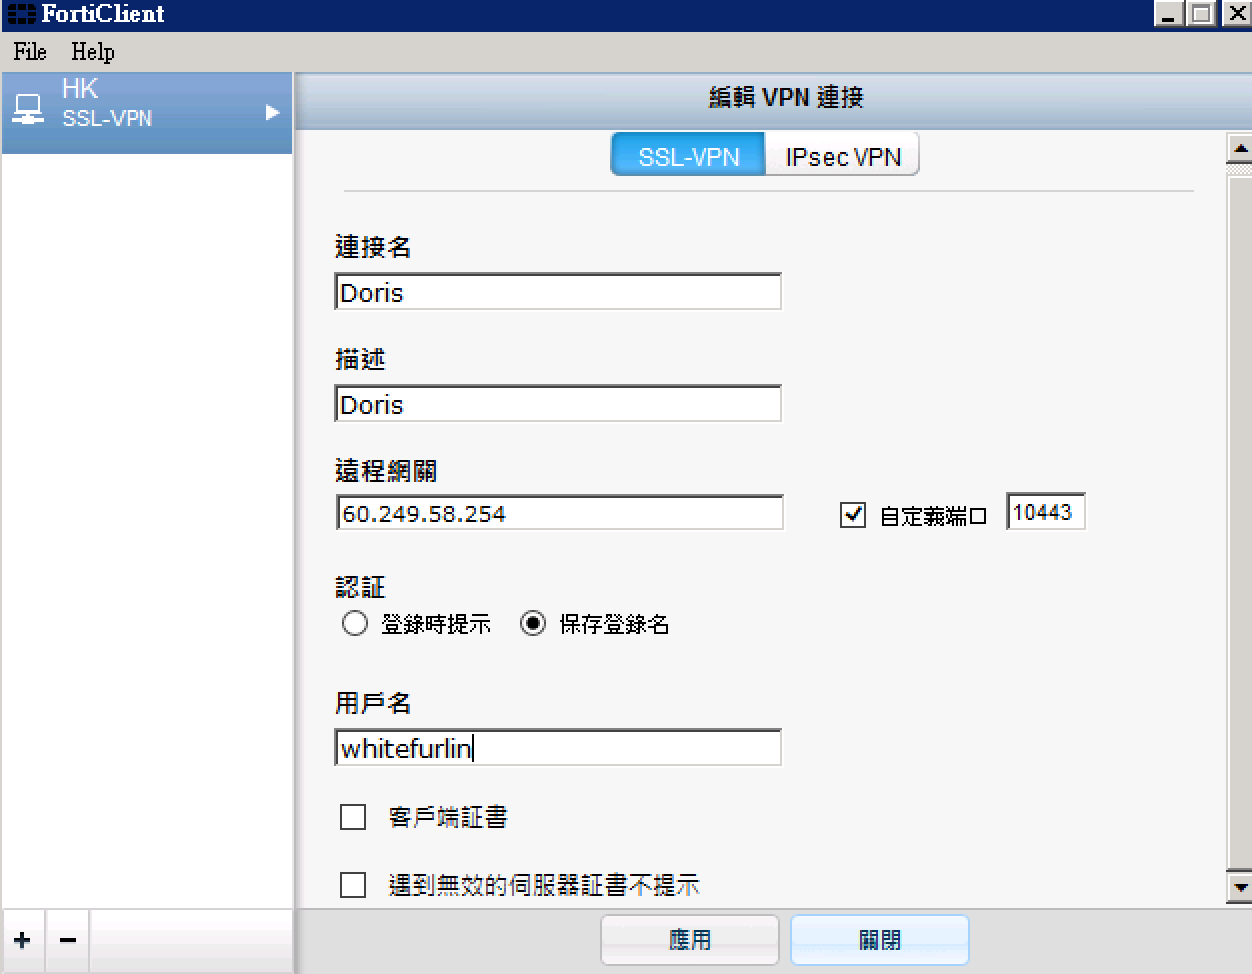 FortiClient
File Help
HK
SSL-VPN
編輯 VPN 連接
SSL-VPN IPsec VPN
連接名
Doris
描述
Doris
遠程網關
60.249.58.254 自定義端口 10443
認証
登錄時提示 保存登錄名
用戶名
whitefurlin
客戶端証書
遇到無效的伺服器証書不提示
應用 關閉